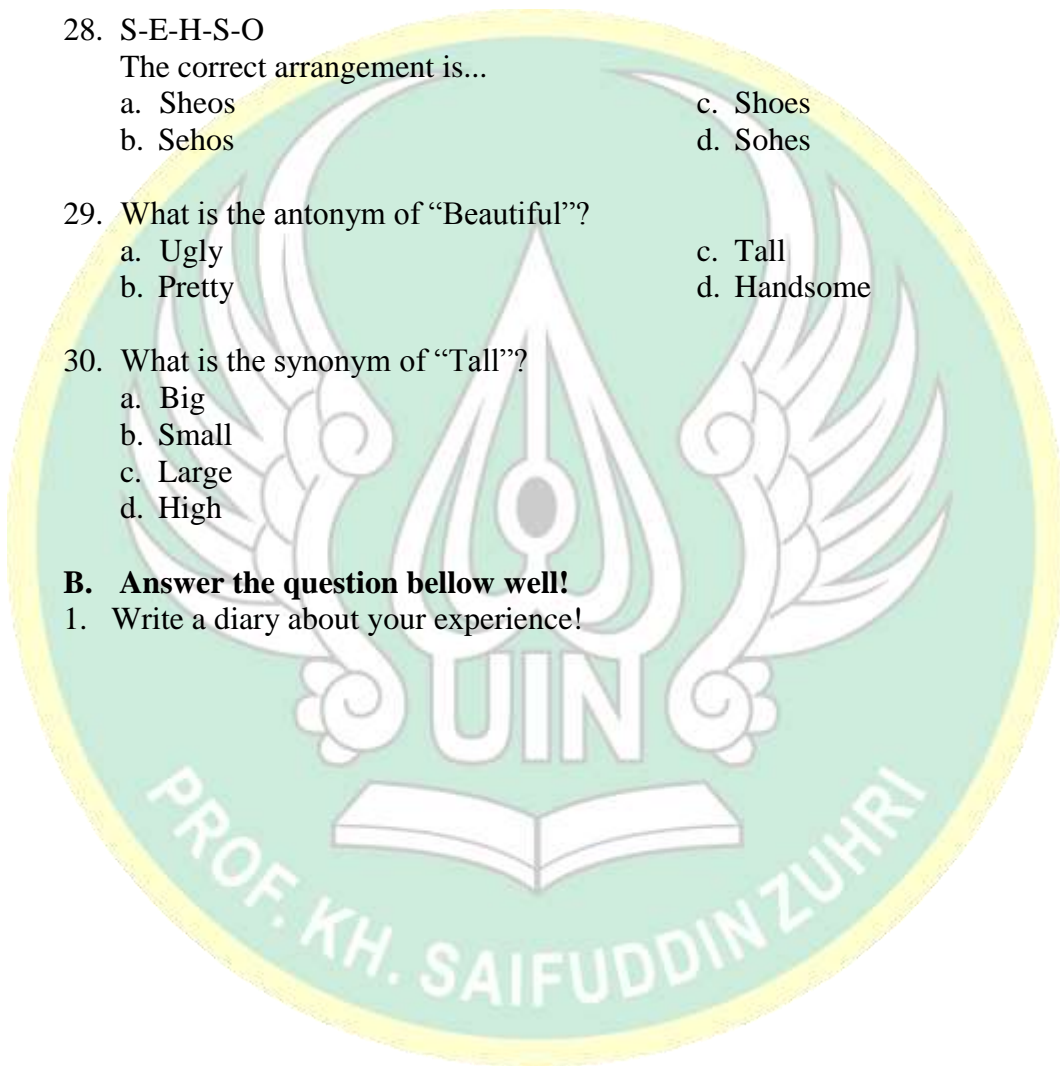 28. S-E-H-S-O
The correct arrangement is...
a. Sheos c. Shoes
b. Sehos d. Sohes
29. What is the antonym of “Beautiful”?
a. Ugly c. Tall
b. Pretty d. Handsome
30. What is the synonym of “Tall”?
a. Big
b. Small
c. Large
d. High
B. Answer the question bellow well!
1. Write a diary about your experience!
UIN
PROF. KH. SAIFUDDIN ZUHRI